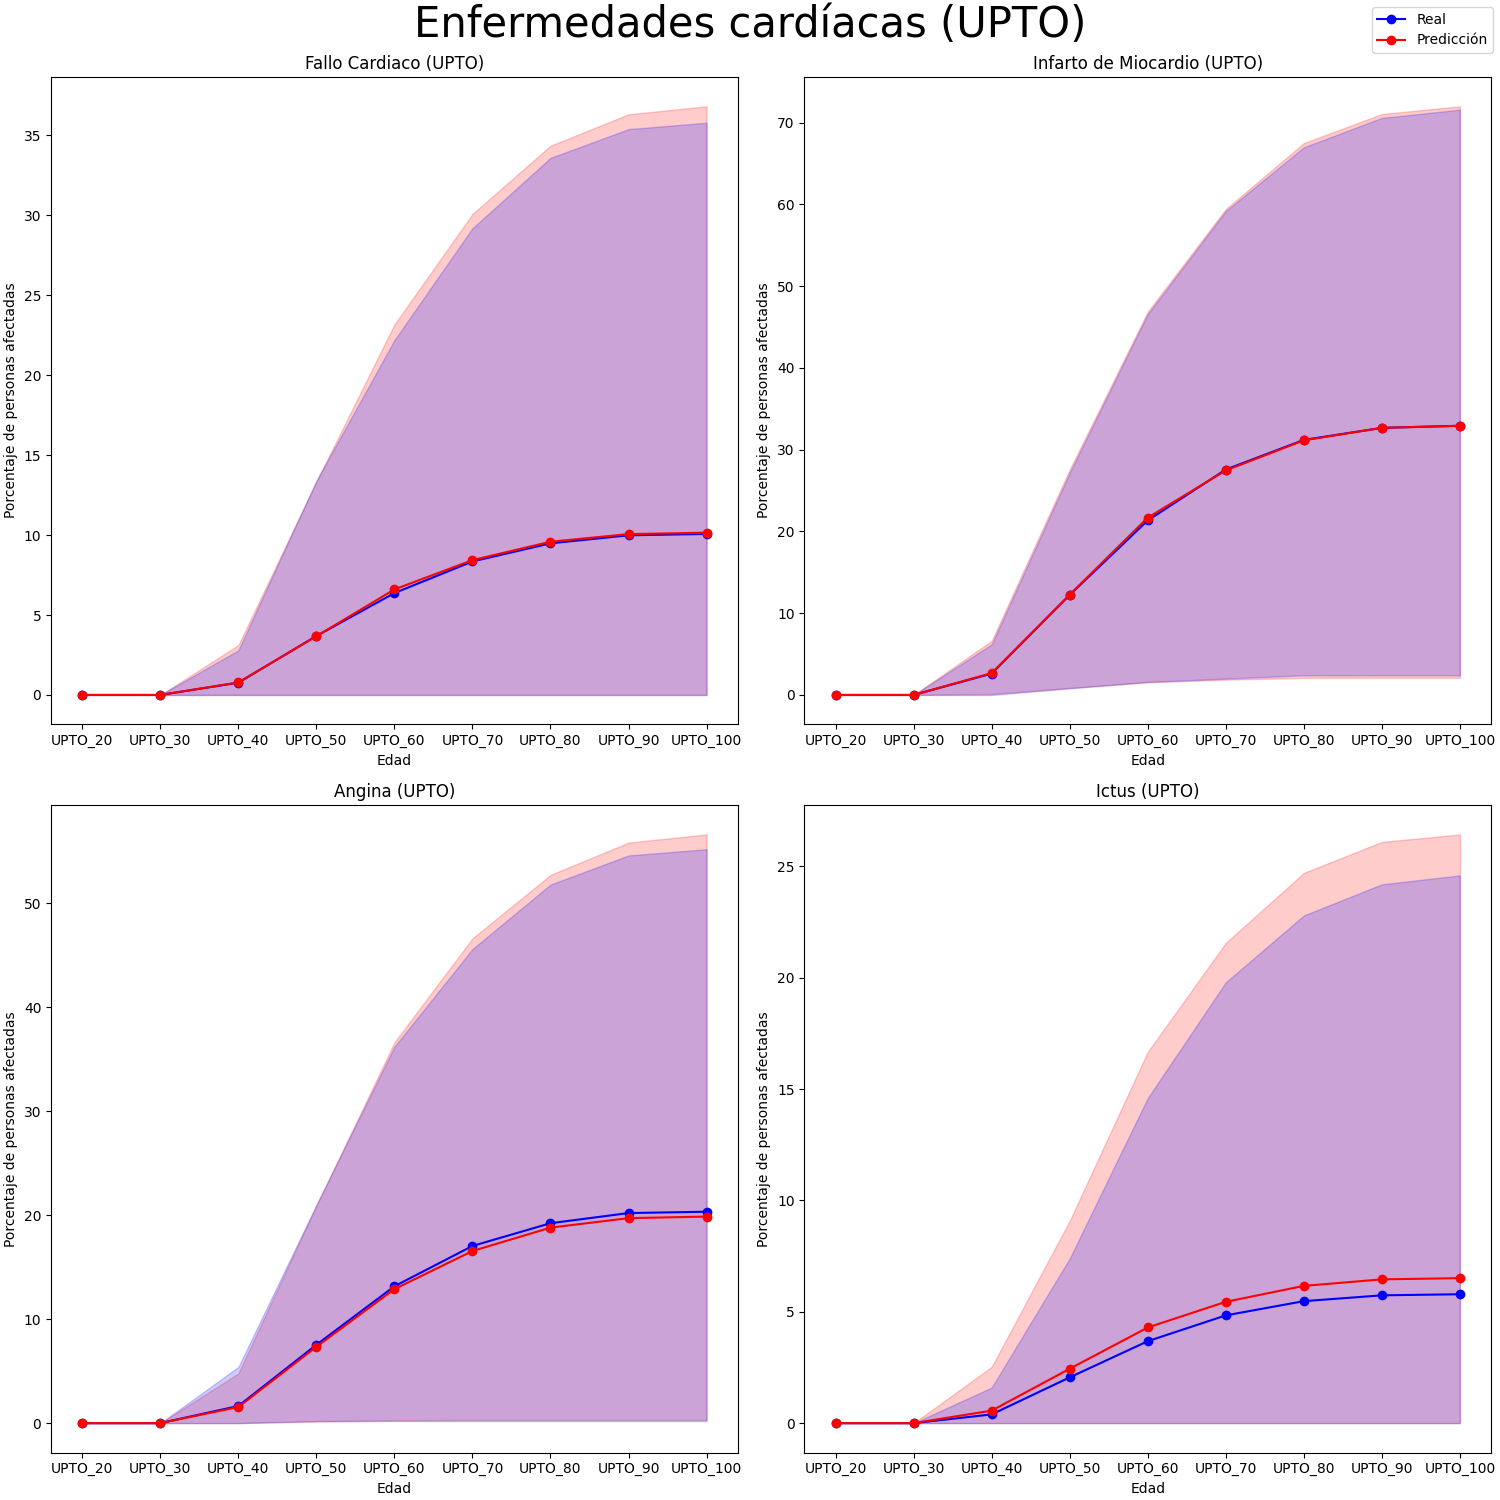 Enfermedades cardíacas (UPTO)
Real
Predicción
Fallo Cardiaco (UPTO)
Porcentaje de personas afectadas
35
30
25
20
15
10
5
0
UPTO_20 UPTO_30 UPTO_40 UPTO_50 UPTO_60 UPTO_70 UPTO_80 UPTO_90 UPTO_100
Edad
Infarto de Miocardio (UPTO)
Porcentaje de personas afectadas
70
60
50
40
30
20
10
0
UPTO_20 UPTO_30 UPTO_40 UPTO_50 UPTO_60 UPTO_70 UPTO_80 UPTO_90 UPTO_100
Edad
Angina (UPTO)
Porcentaje de personas afectadas
50
40
30
20
10
0
UPTO_20 UPTO_30 UPTO_40 UPTO_50 UPTO_60 UPTO_70 UPTO_80 UPTO_90 UPTO_100
Edad
Ictus (UPTO)
Porcentaje de personas afectadas
25
20
15
10
5
0
UPTO_20 UPTO_30 UPTO_40 UPTO_50 UPTO_60 UPTO_70 UPTO_80 UPTO_90 UPTO_100
Edad